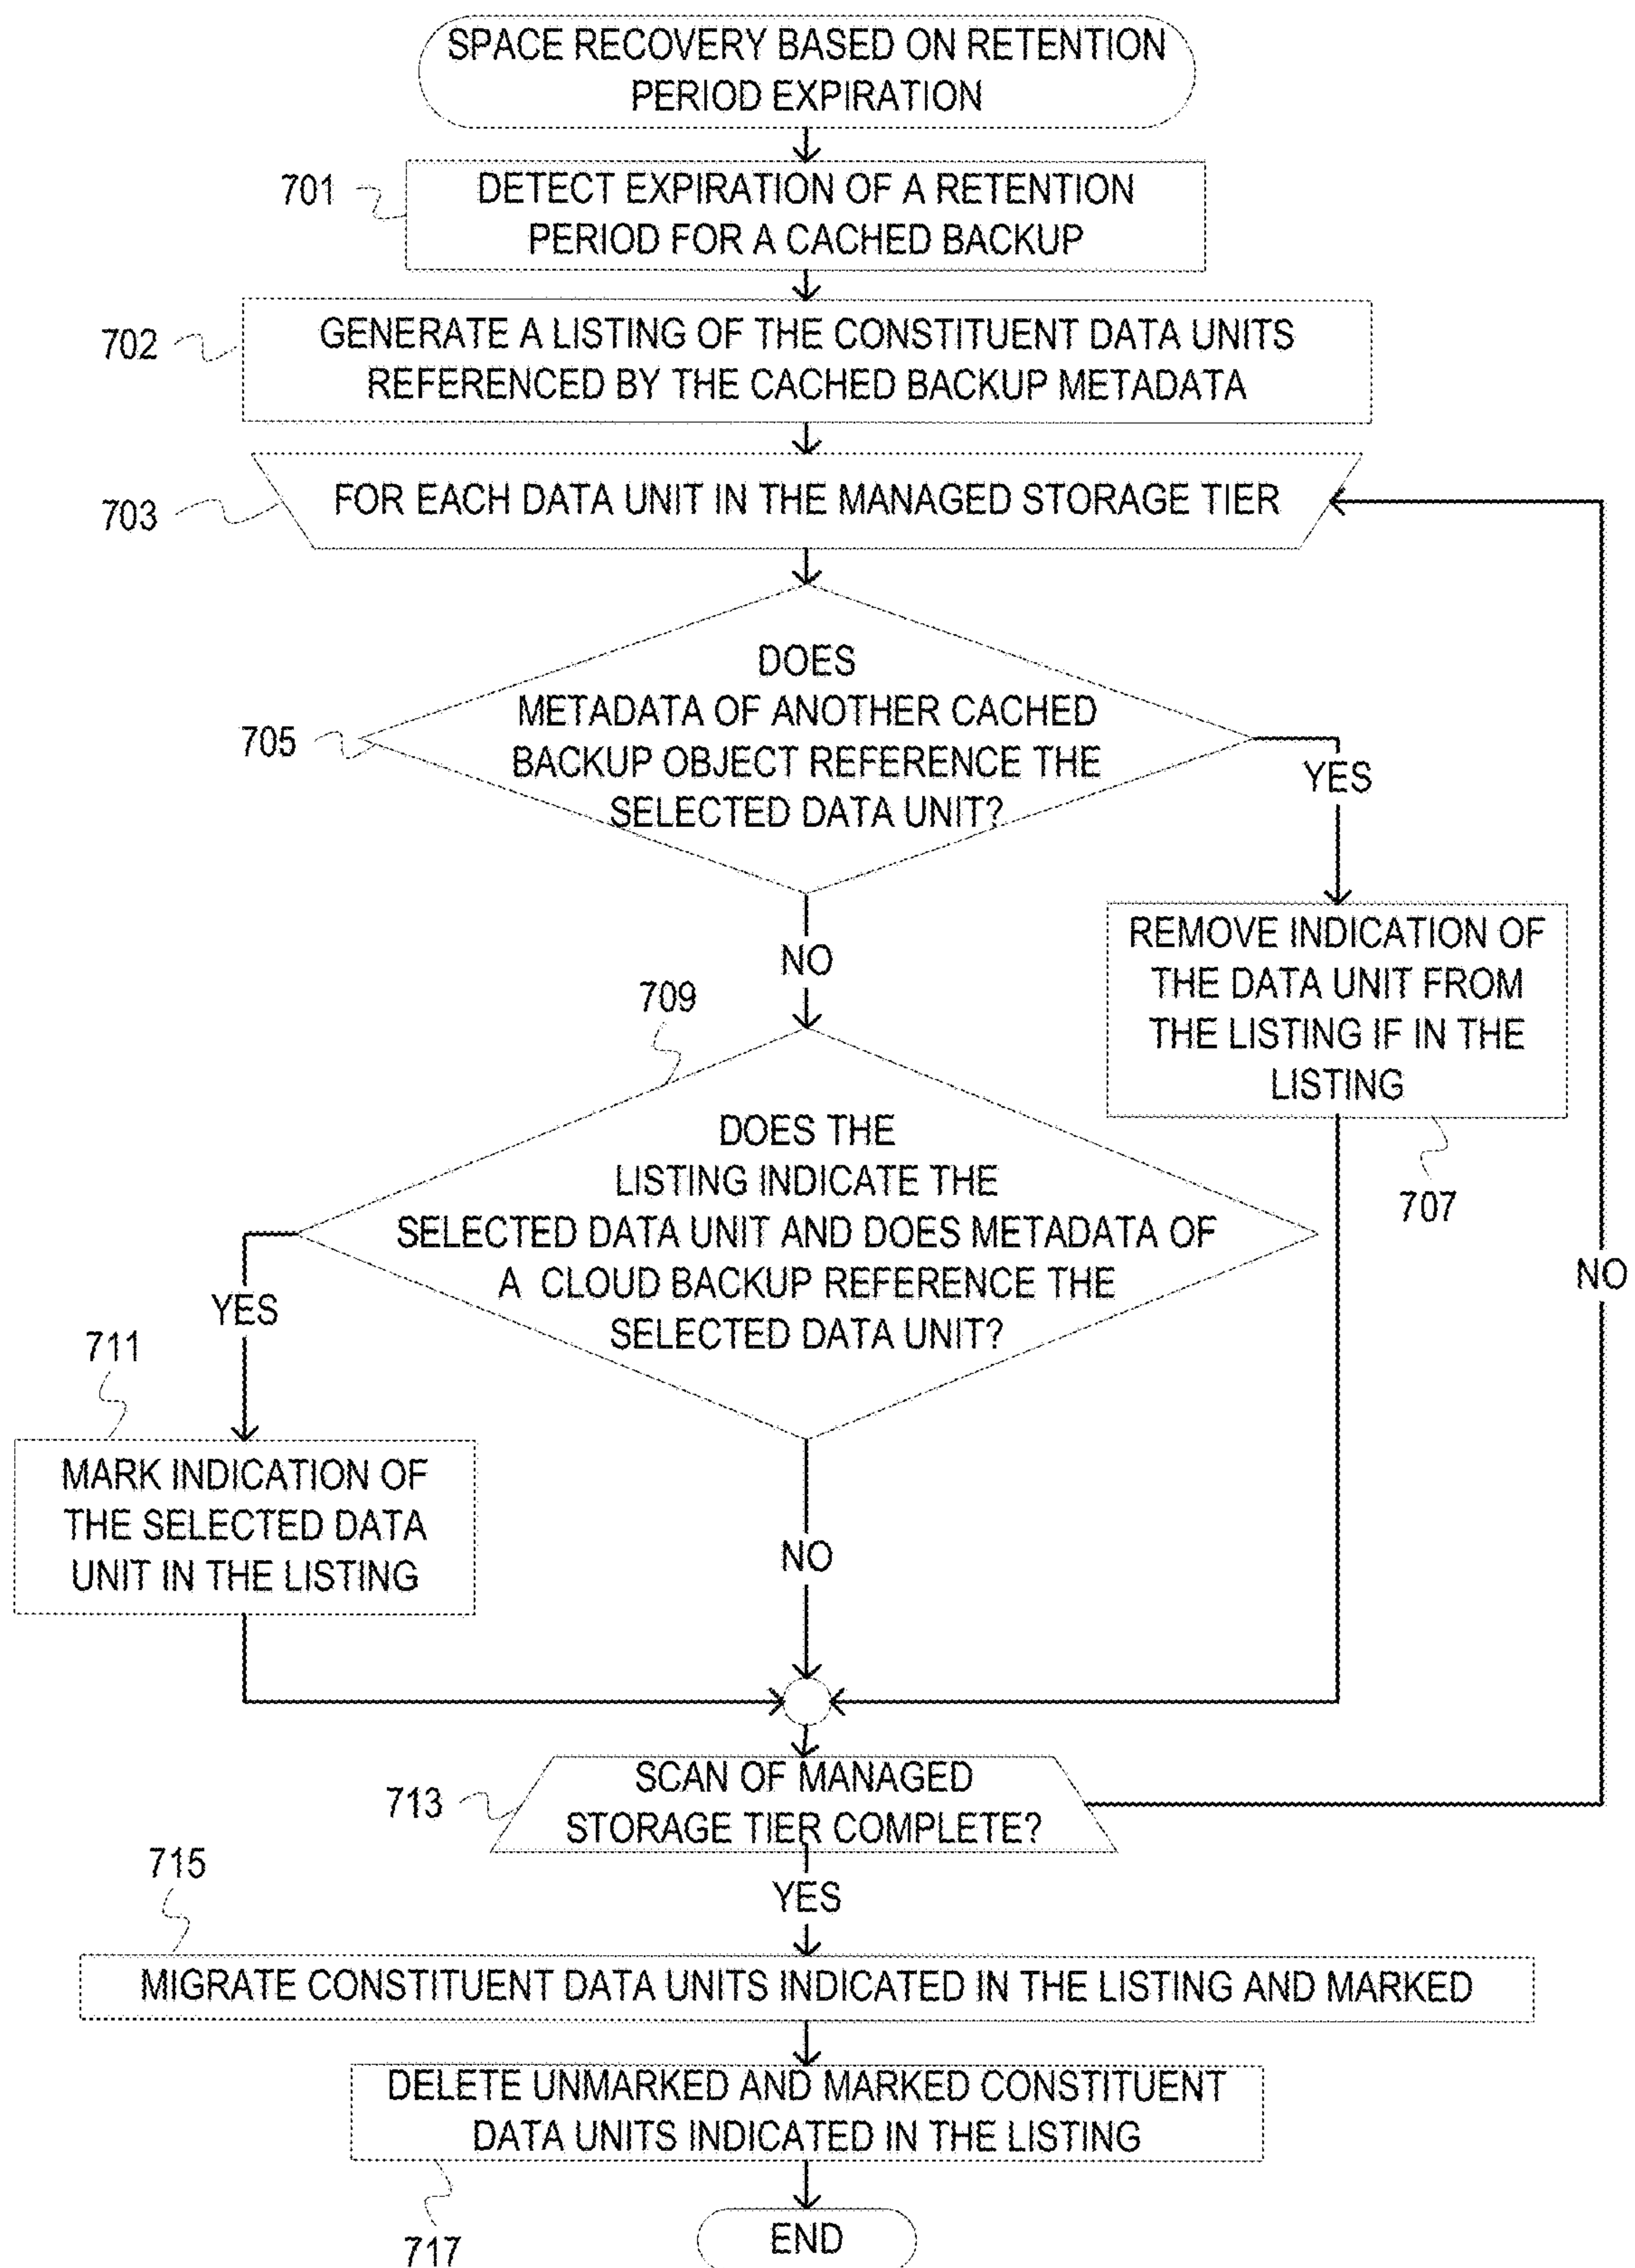 SPACE RECOVERY BASED ON RETENTION
PERIOD EXPIRATION
701
DETECT EXPIRATION OF A RETENTION
PERIOD FOR A CACHED BACKUP
702
GENERATE A LISTING OF THE CONSTITUENT DATA UNITS
REFERENCED BY THE CACHED BACKUP METADATA
703
FOR EACH DATA UNIT IN THE MANAGED STORAGE TIER
705
DOES
METADATA OF ANOTHER CACHED
BACKUP OBJECT REFERENCE THE
SELECTED DATA UNIT?
YES
NO
REMOVE INDICATION OF
THE DATA UNIT FROM
THE LISTING IF IN THE
LISTING
707
709
DOES THE
LISTING INDICATE THE
SELECTED DATA UNIT AND DOES METADATA OF
A CLOUD BACKUP REFERENCE THE
SELECTED DATA UNIT?
YES
NO
NO
711
MARK INDICATION OF
THE SELECTED DATA
UNIT IN THE LISTING
713
SCAN OF MANAGED
STORAGE TIER COMPLETE?
YES
715
MIGRATE CONSTITUENT DATA UNITS INDICATED IN THE LISTING AND MARKED
DELETE UNMARKED AND MARKED CONSTITUENT
DATA UNITS INDICATED IN THE LISTING
717
END